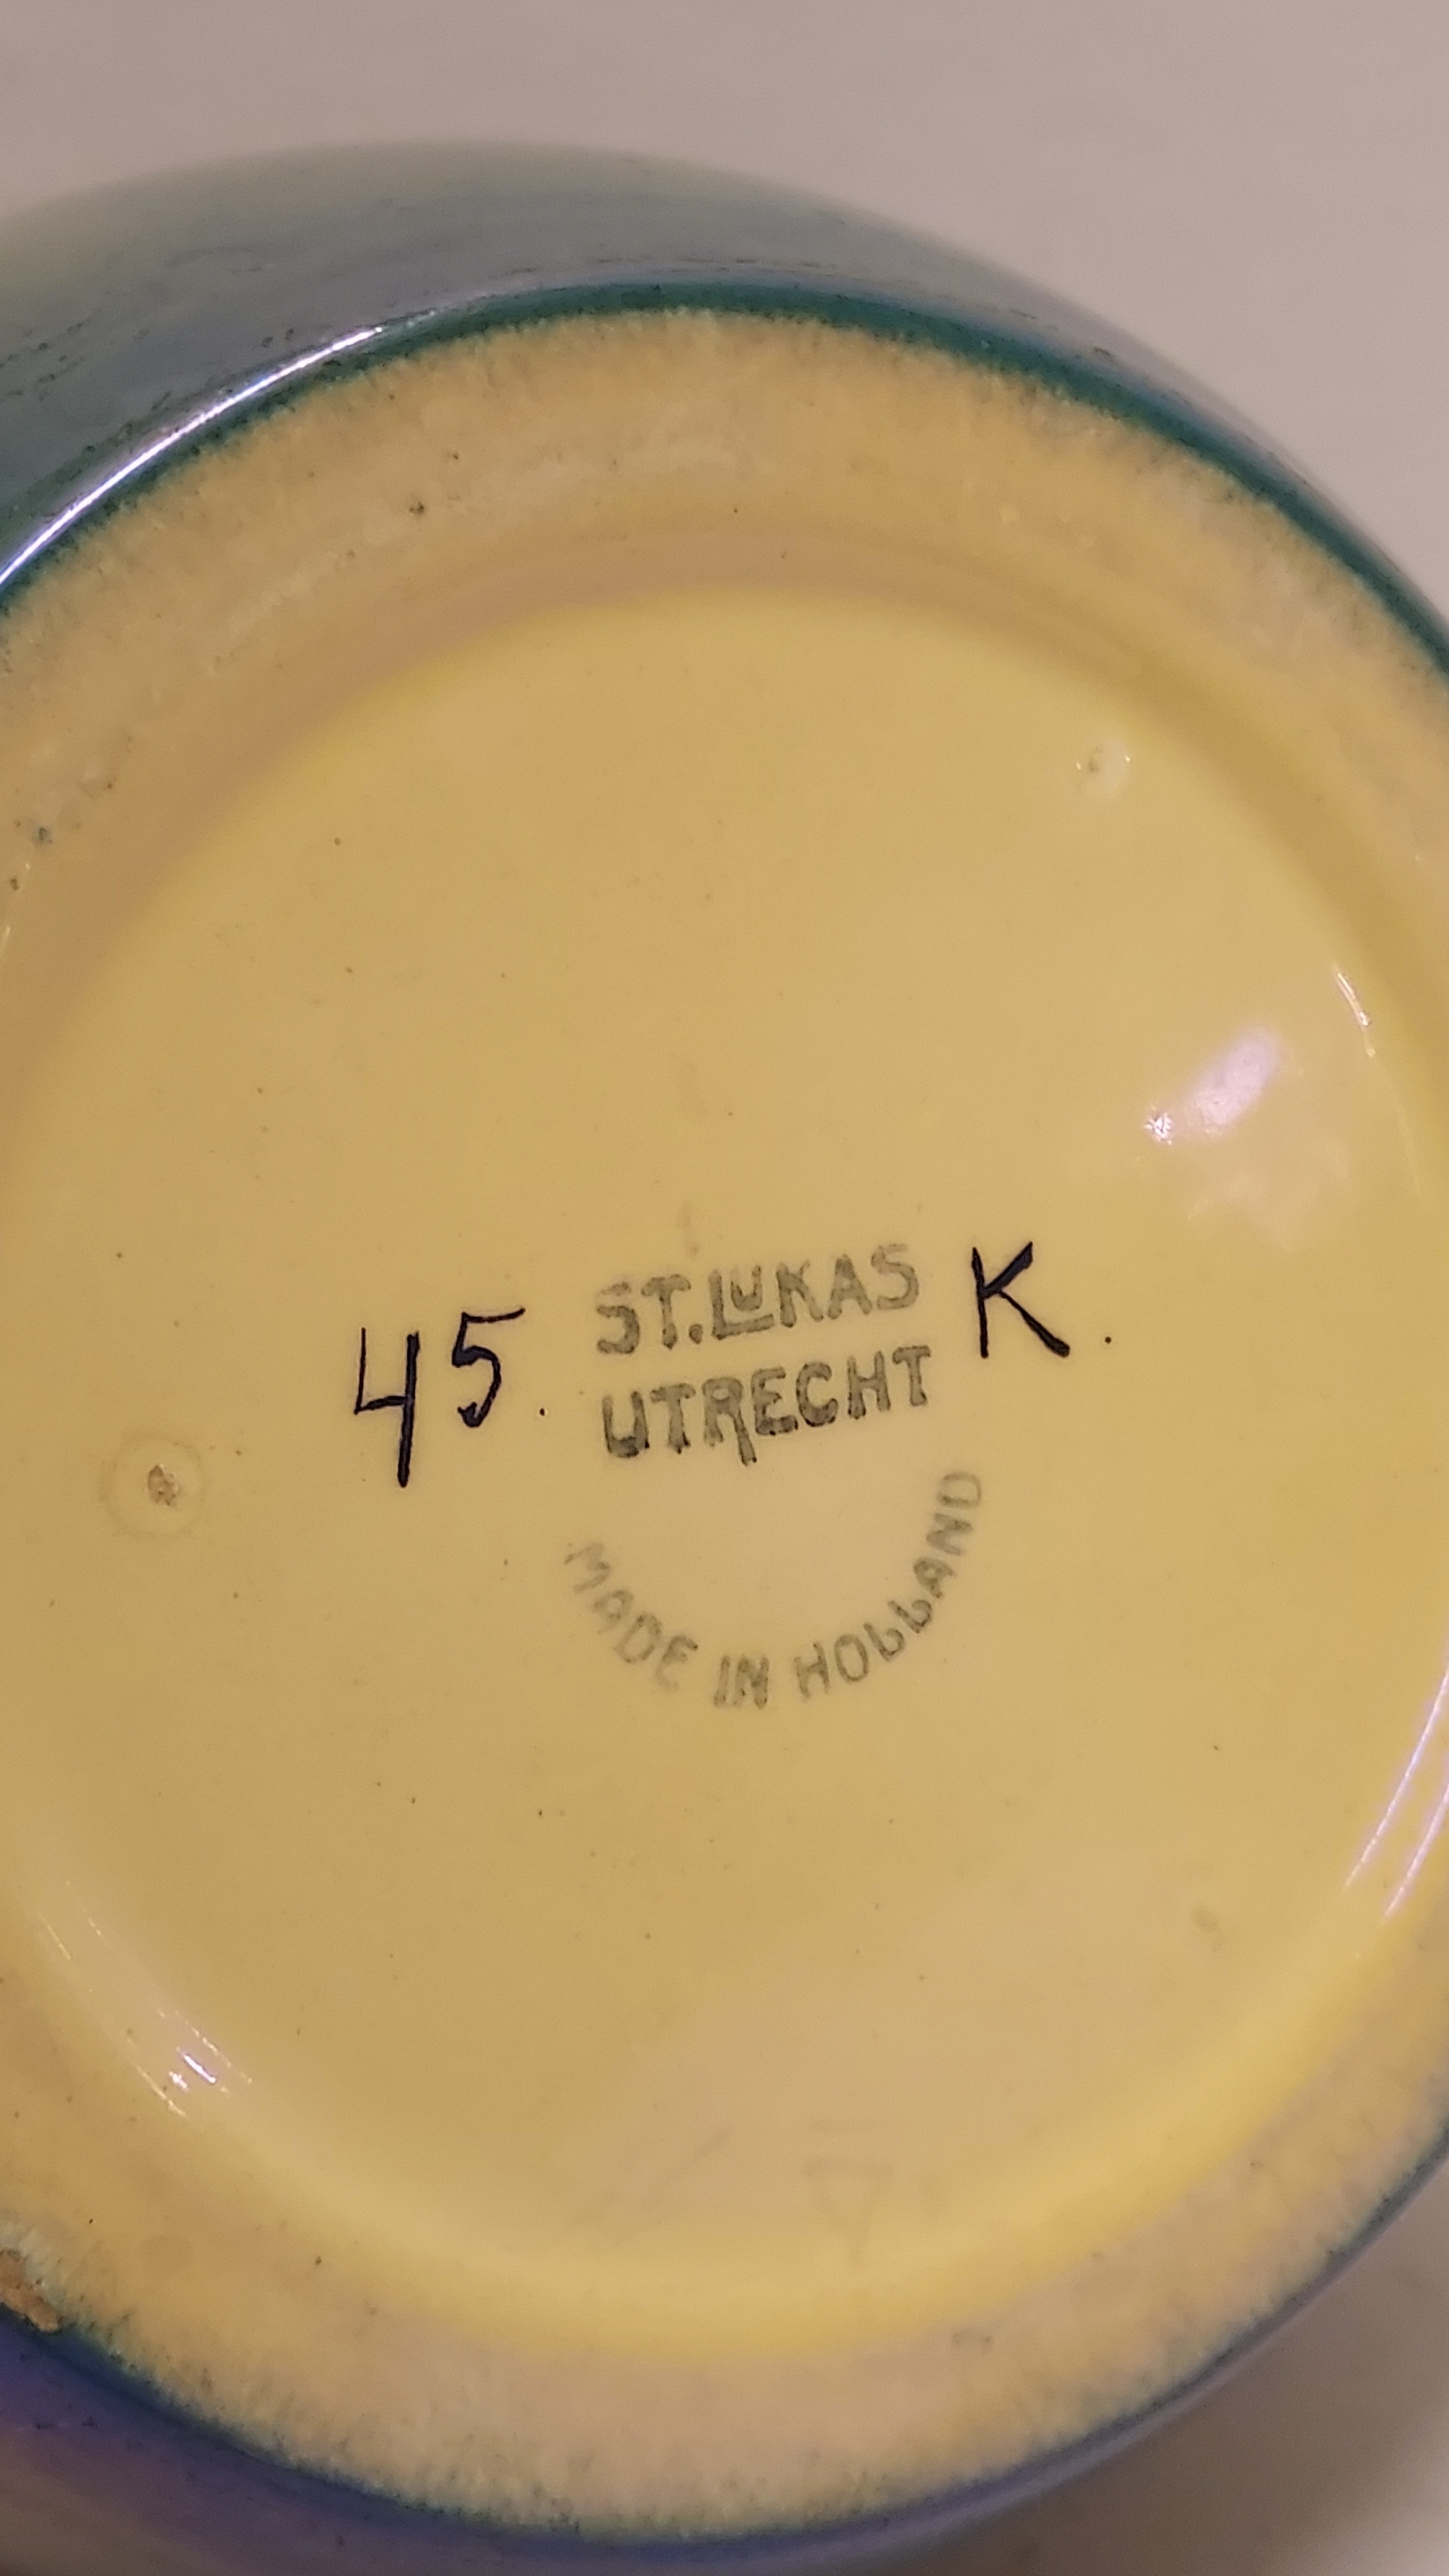 45. ST.LUKAS K.
UTRECHT
MADE IN HOLLAND